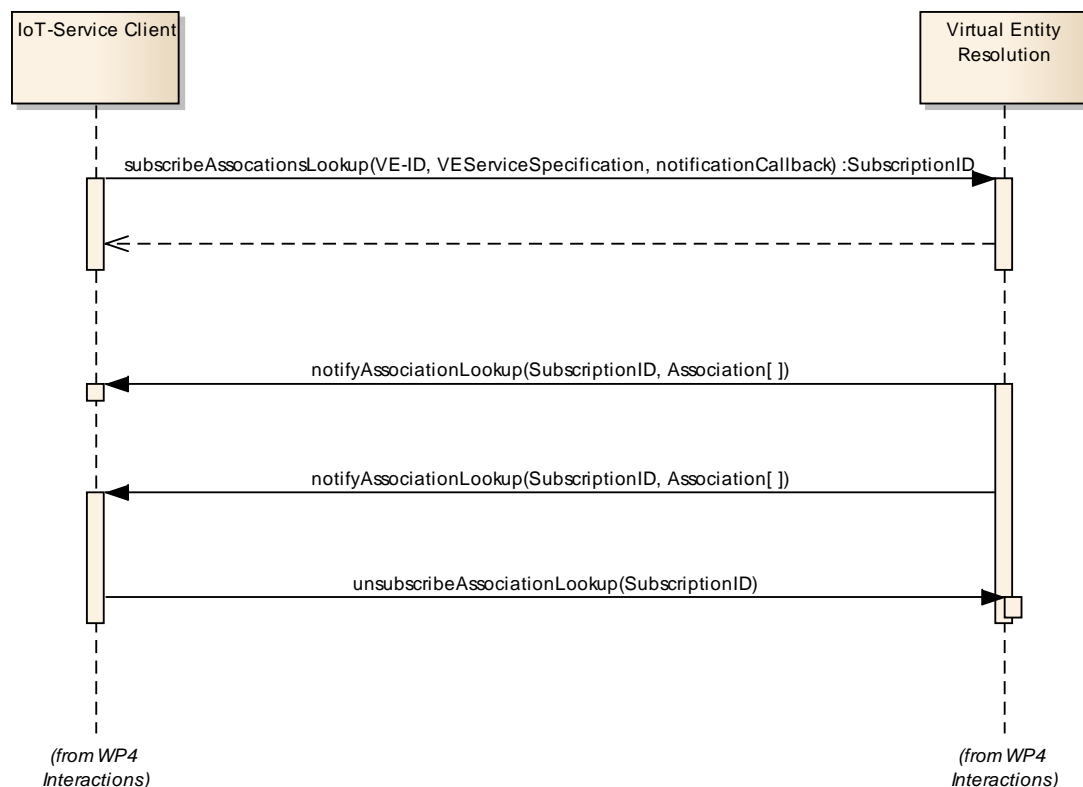 IoT-Service Client
Virtual Entity
Resolution
subscribeAssocationsLookup(VE-ID, VEServiceSpecification, notificationCallback) :SubscriptionID
notifyAssociationLookup(SubscriptionID, Association[ ])
notifyAssociationLookup(SubscriptionID, Association[ ])
unsubscribeAssociationLookup(SubscriptionID)
(from WP4
Interactions)
(from WP4
Interactions)